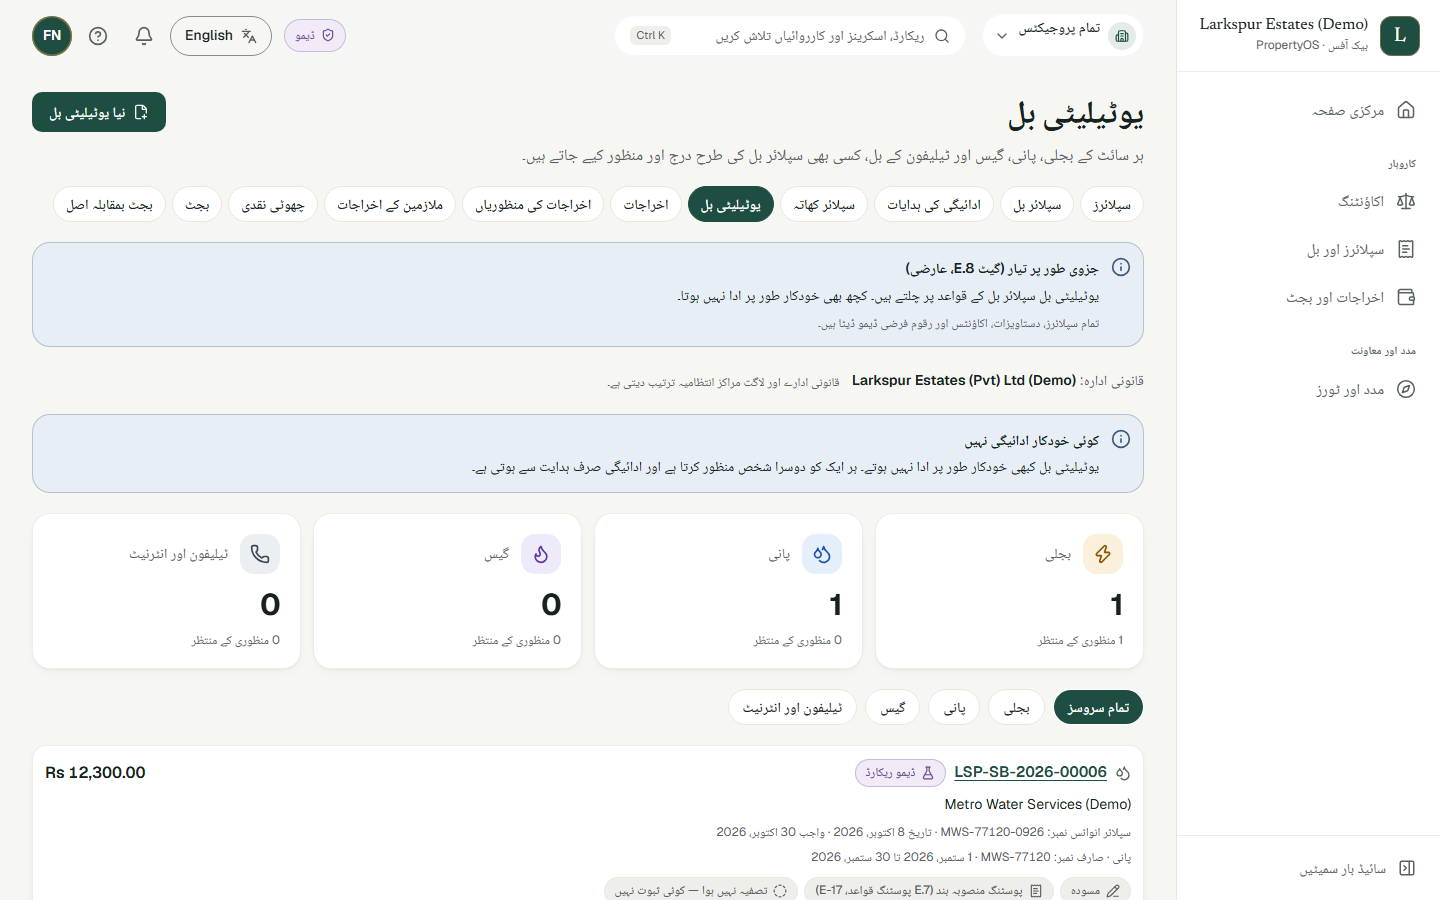 Larkspur Estates (Demo)
بیک آفس · PropertyOS
L
تمام پروجیکٹس
ریکارڈ، اسکرینز اور کارروائیاں تلاش کریں
Ctrl K
ڈیمو
English
FN
مرکزی صفحہ
کاروبار
اکاؤنٹنگ
سپلائرز اور بل
اخراجات اور بجٹ
مدد اور معاونت
مدد اور ٹورز
سائیڈ بار سمیٹیں
یوٹیلیٹی بل
نیا یوٹیلیٹی بل
ہر سائٹ کے بجلی، پانی، گیس اور ٹیلیفون کے بل، کسی بھی سپلائر بل کی طرح درج اور منظور کیے جاتے ہیں۔
سپلائرز
سپلائر بل
ادائیگی کی ہدایات
سپلائر کھاتہ
یوٹیلیٹی بل
اخراجات
اخراجات کی منظوریاں
ملازمین کے اخراجات
چھوٹی نقدی
بجٹ
بجٹ بمقابلہ اصل
جزوی طور پر تیار (گیٹ E.8، عارضی)
یوٹیلیٹی بل سپلائر بل کے قواعد پر چلتے ہیں۔ کچھ بھی خودکار طور پر ادا نہیں ہوتا۔
تمام سپلائرز، دستاویزات، اکاؤنٹس اور رقوم فرضی ڈیمو ڈیٹا ہیں۔
قانونی ادارہ: Larkspur Estates (Pvt) Ltd (Demo) قانونی ادارے اور لاگت مراکز انتظامیہ ترتیب دیتی ہے۔
کوئی خودکار ادائیگی نہیں
یوٹیلیٹی بل کبھی خودکار طور پر ادا نہیں ہوتے۔ ہر ایک کو دوسرا شخص منظور کرتا ہے اور ادائیگی صرف ہدایت سے ہوتی ہے۔
بجلی
1
1 منظوری کے منتظر
پانی
1
0 منظوری کے منتظر
گیس
0
0 منظوری کے منتظر
ٹیلیفون اور انٹرنیٹ
0
0 منظوری کے منتظر
تمام سروسز
بجلی
پانی
گیس
ٹیلیفون اور انٹرنیٹ
LSP-SB-2026-00006
ڈیمو ریکارڈ
Rs 12,300.00
Metro Water Services (Demo)
سپلائر انوائس نمبر: MWS-77120-0926 · تاریخ 8 اکتوبر، 2026 · واجب 30 اکتوبر، 2026
پانی · صارف نمبر: MWS-77120 · 1 ستمبر، 2026 تا 30 ستمبر، 2026
مسودہ
پوسٹنگ منصوبہ بند (E.7 پوسٹنگ قواعد، E-17)
تصفیہ نہیں ہوا — کوئی ثبوت نہیں